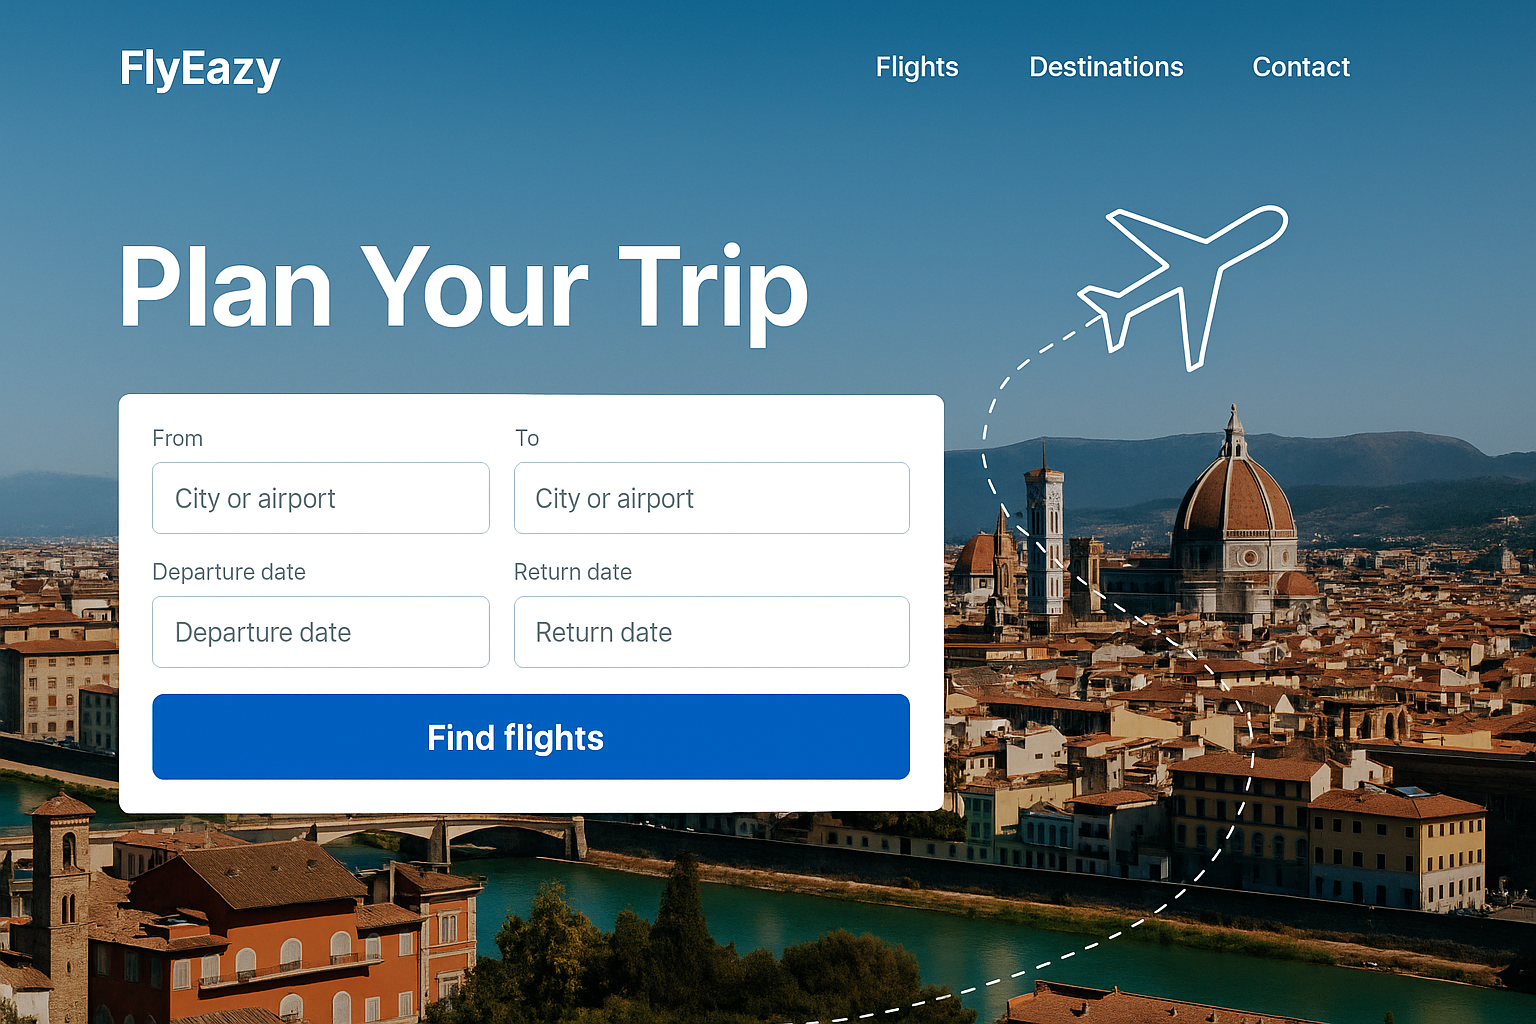 FlyEazy
Flights Destinations Contact
Plan Your Trip
From To
City or airport City or airport
Departure date Return date
Departure date Return date
Find flights